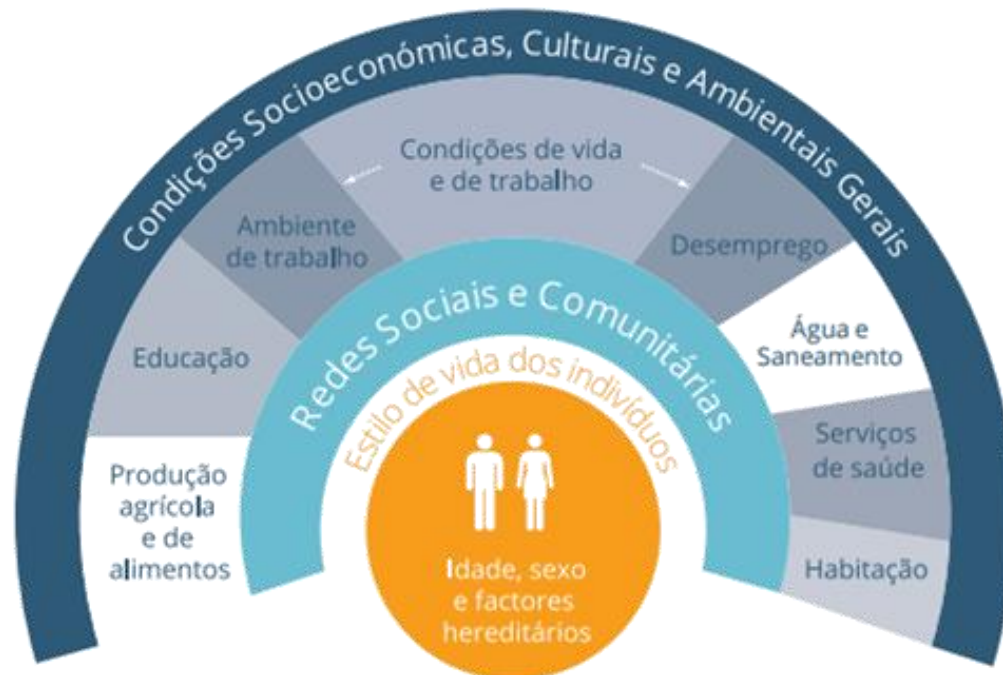 Condições Socioeconómicas, Culturais e Ambientais Gerais
Condições de vida
e de trabalho
Ambiente
de trabalho
Desemprego
Educação
Água e
Saneamento
Produção
agrícola
e de
alimentos
Serviços
de saúde
Habitação
Redes Sociais e Comunitárias
Estilo de vida dos indivíduos
Idade, sexo
e factores
hereditários